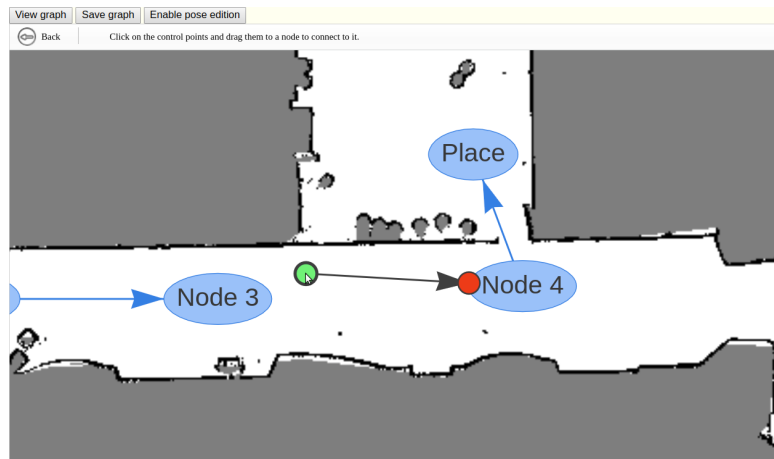 View graph Save graph Enable pose edition
Back Click on the control points and drag them to a node to connect to it.
Place
Node 3
Node 4